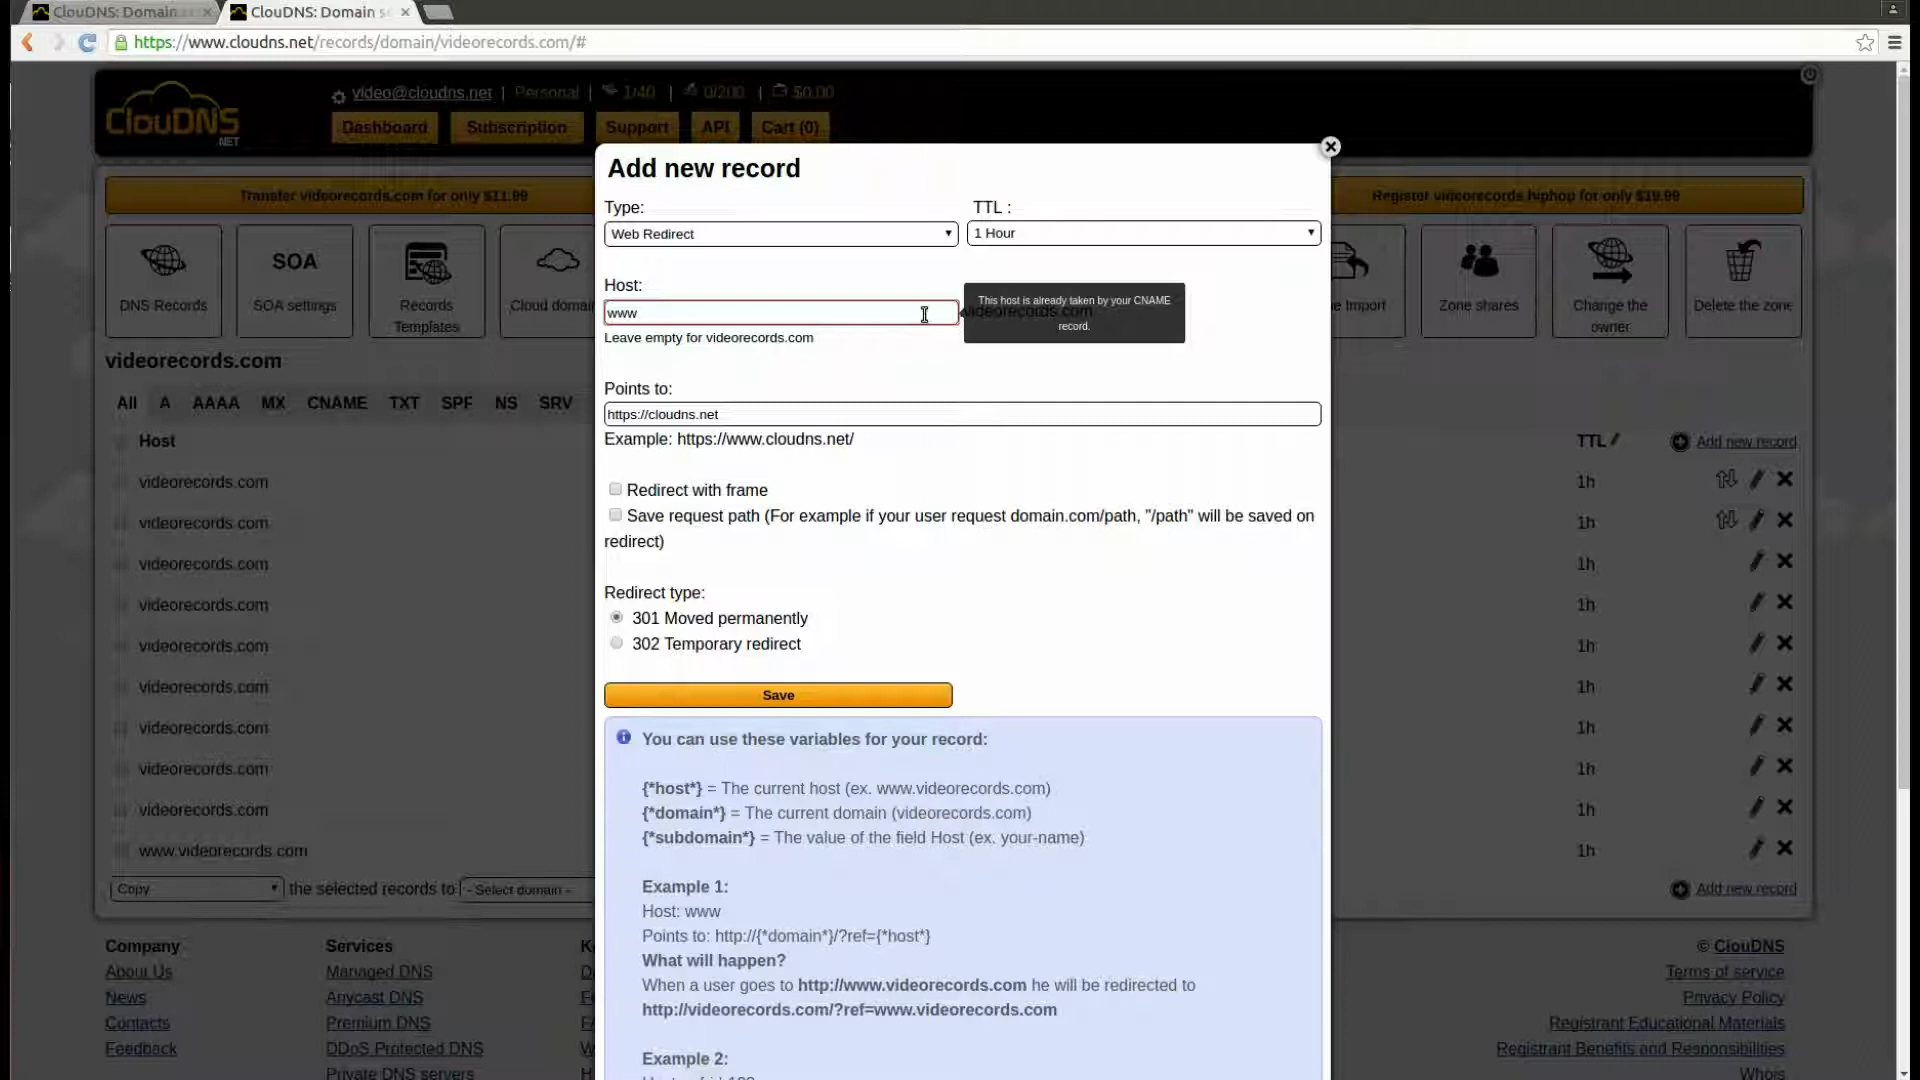 ClouDNS: Domain
ClouDNS: Domain s
https://www.cloudns.net/records/domain/videorecords.com/#
ClouDNS
.NET
video@cloudns.net | Personal | 1/40 | 0/200 | $0.00
Dashboard Subscription Support API Cart (0)
Transfer videorecords.com for only $11.99
Register videorecords.hiphop for only $19.99
DNS Records
SOA
SOA settings
Records
Templates
Cloud domain
e Import
Zone shares
Change the
owner
Delete the zone
videorecords.com
All A AAAA MX CNAME TXT SPF NS SRV
Host
TTL
Add new record
videorecords.com 1h
videorecords.com 1h
videorecords.com 1h
videorecords.com 1h
videorecords.com 1h
videorecords.com 1h
videorecords.com 1h
videorecords.com 1h
videorecords.com 1h
www.videorecords.com 1h
Copy the selected records to - Select domain -
Add new record
Add new record
Type:
Web Redirect
TTL :
1 Hour
Host:
www
.videorecords.com
This host is already taken by your CNAME
record.
Leave empty for videorecords.com
Points to:
https://cloudns.net
Example: https://www.cloudns.net/
Redirect with frame
Save request path (For example if your user request domain.com/path, "/path" will be saved on
redirect)
Redirect type:
301 Moved permanently
302 Temporary redirect
Save
You can use these variables for your record:
{*host*} = The current host (ex. www.videorecords.com)
{*domain*} = The current domain (videorecords.com)
{*subdomain*} = The value of the field Host (ex. your-name)
Example 1:
Host: www
Points to: http://{*domain*}/?ref={*host*}
What will happen?
When a user goes to http://www.videorecords.com he will be redirected to
http://videorecords.com/?ref=www.videorecords.com
Example 2:
Company
About Us
News
Contacts
Feedback
Services
Managed DNS
Anycast DNS
Premium DNS
DDoS Protected DNS
Private DNS servers
© ClouDNS
Terms of service
Privacy Policy
Registrant Educational Materials
Registrant Benefits and Responsibilities
Whois